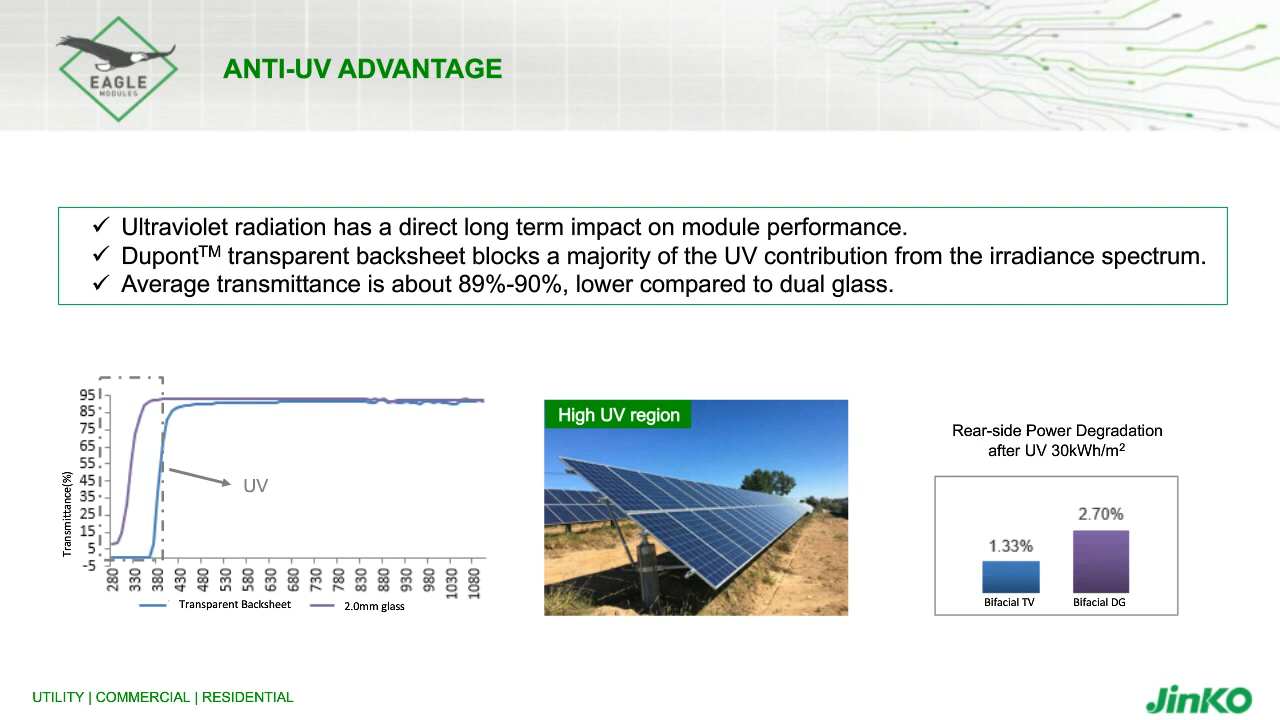 EAGLE
MODULES
ANTI-UV ADVANTAGE
✓ Ultraviolet radiation has a direct long term impact on module performance.
✓ Dupont™ transparent backsheet blocks a majority of the UV contribution from the irradiance spectrum.
✓ Average transmittance is about 89%-90%, lower compared to dual glass.
Transmittance(%)
95
85
75
65
55
45
35
25
15
5
-5
280 330 380 430 480 530 580 630 680 730 780 830 880 930 980 1030 1080
UV
Transparent Backsheet 2.0mm glass
High UV region
Rear-side Power Degradation
after UV 30kWh/m²
1.33%
2.70%
Bifacial TV Bifacial DG
UTILITY | COMMERCIAL | RESIDENTIAL
JinKO